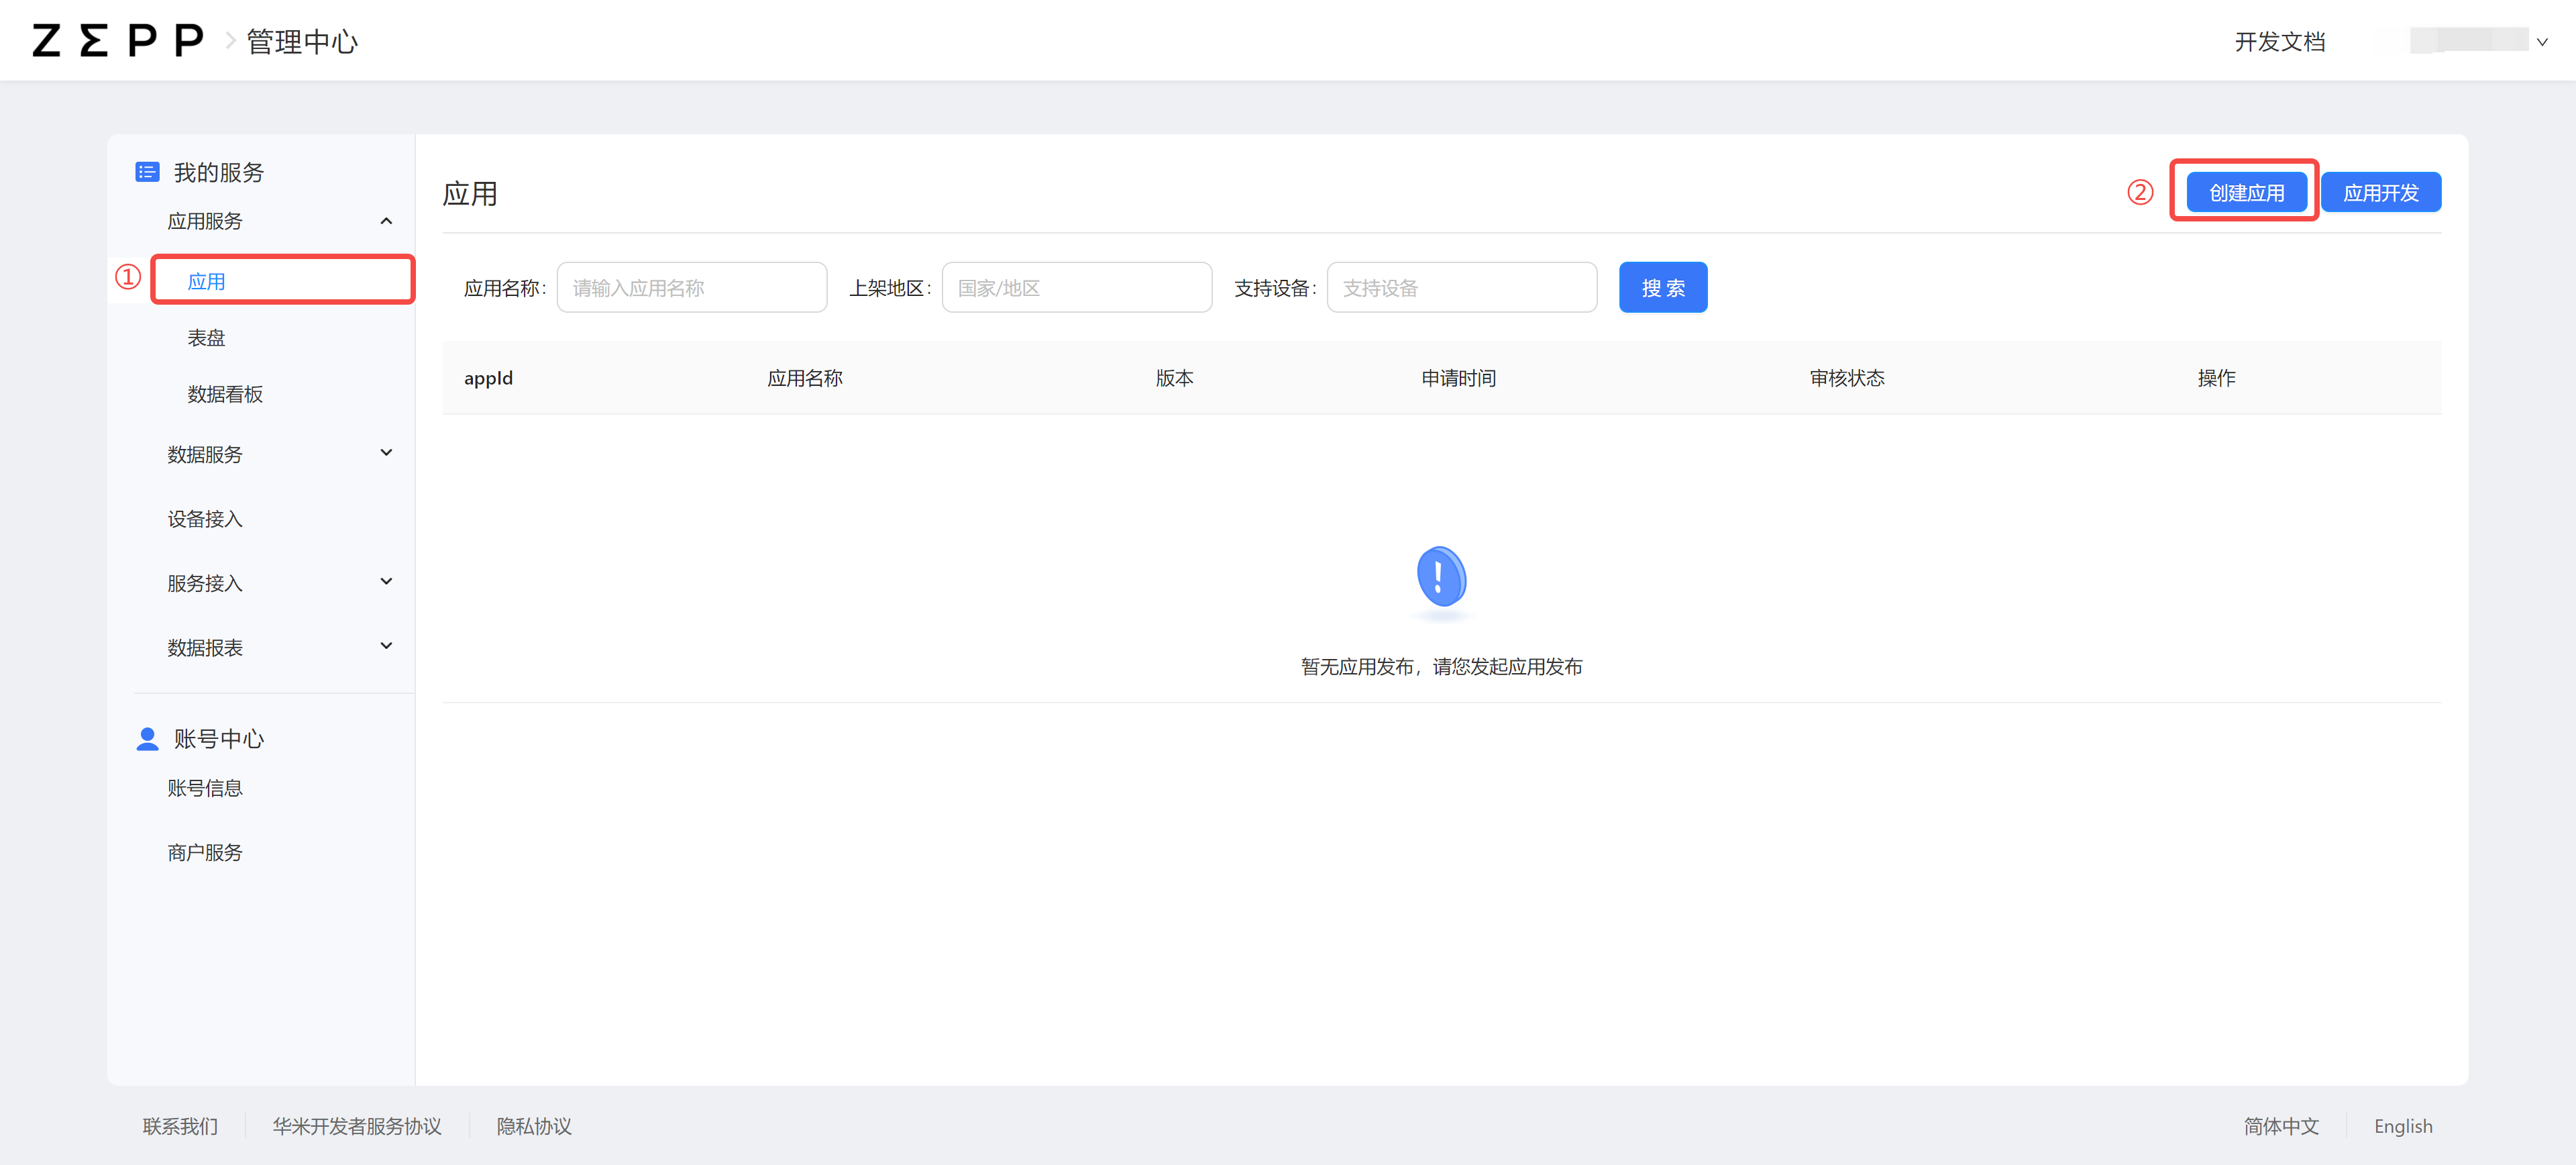 ZΣPP > 管理中心
开发文档
我的服务
应用服务
① 应用
表盘
数据看板
数据服务
设备接入
服务接入
数据报表
账号中心
账号信息
商户服务
应用
② 创建应用 应用开发
应用名称: 请输入应用名称 上架地区: 国家/地区 支持设备: 支持设备 搜 索
appId 应用名称 版本 申请时间 审核状态 操作
暂无应用发布，请您发起应用发布
联系我们 华米开发者服务协议 隐私协议
简体中文 English